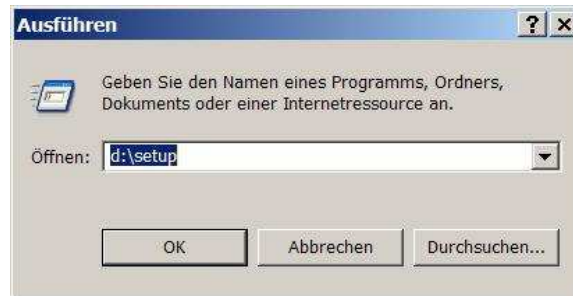 Ausführen
Geben Sie den Namen eines Programms, Ordners,
Dokuments oder einer Internetressource an.
Öffnen: d:\setup
OK Abbrechen Durchsuchen...